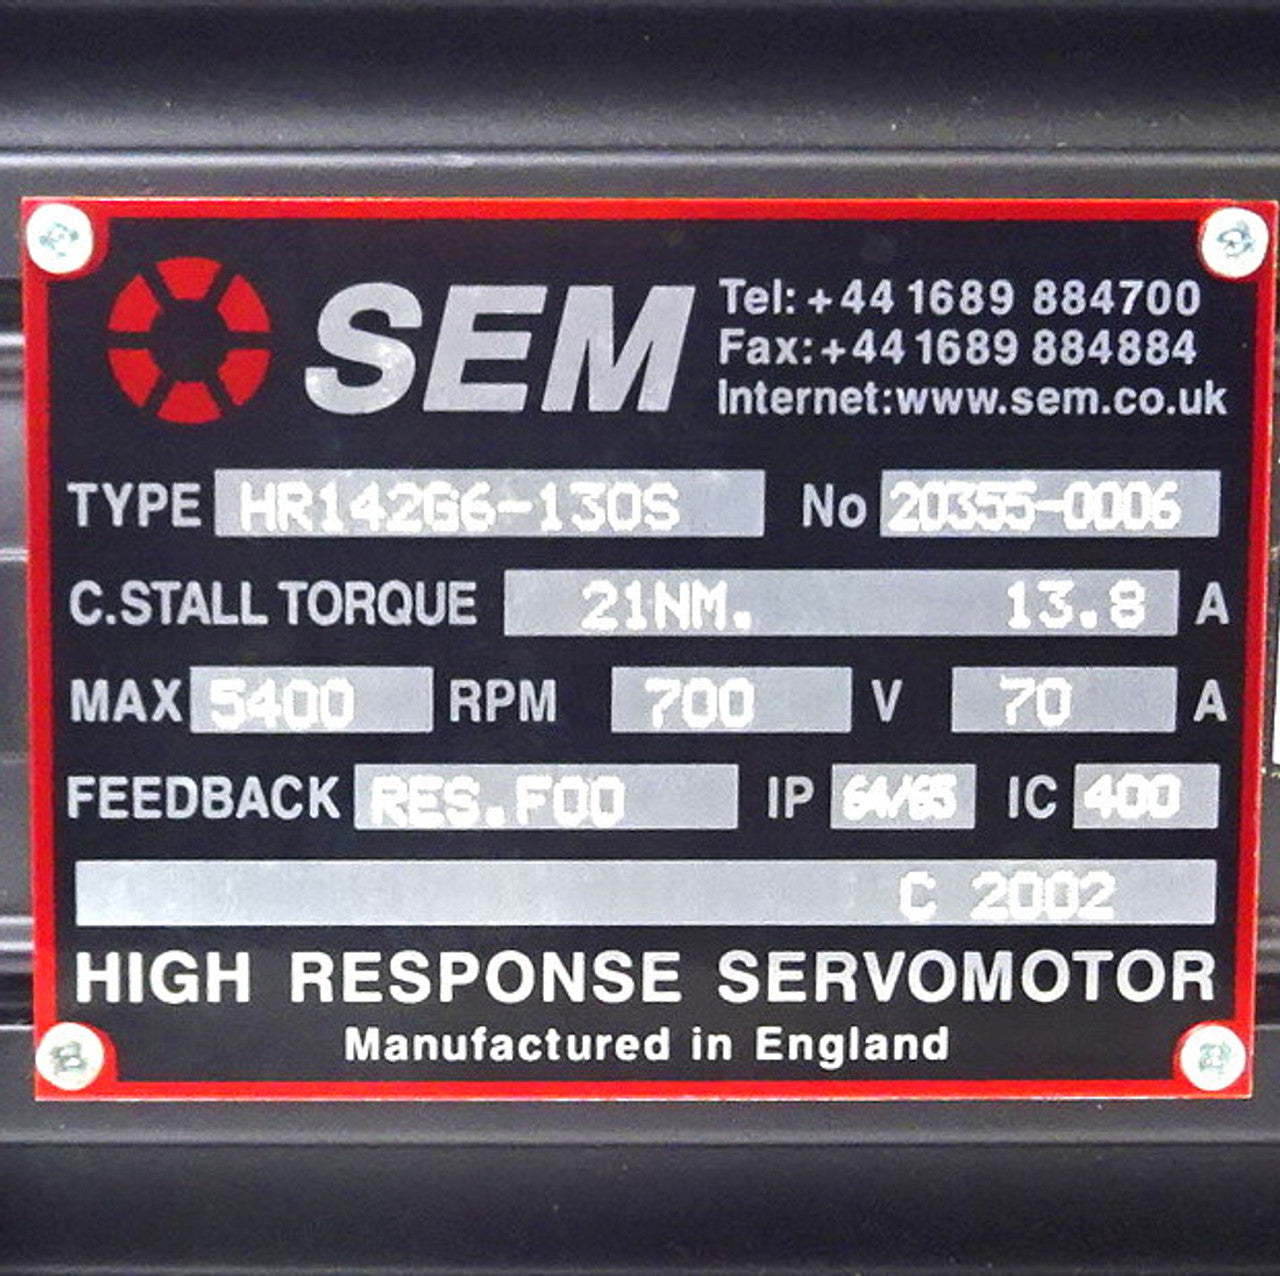 SEM
Tel: +44 1689 884700
Fax: +44 1689 884884
Internet: www.sem.co.uk
TYPE HR142G6-130S No 20355-0006
C.STALL TORQUE 21NM. 13.8 A
MAX 5400 RPM 700 V 70 A
FEEDBACK RES.F00 IP 64/65 IC 400
C 2002
HIGH RESPONSE SERVOMOTOR
Manufactured in England